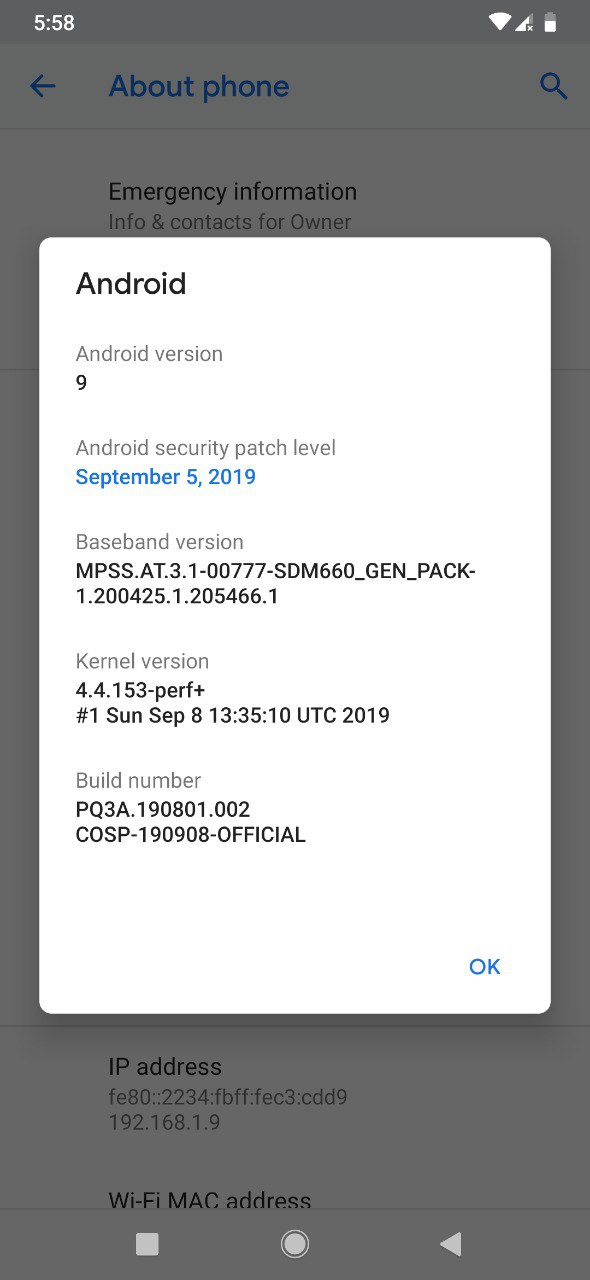 5:58
About phone
Emergency information
Info & contacts for Owner
Android
Android version
9
Android security patch level
September 5, 2019
Baseband version
MPSS.AT.3.1-00777-SDM660_GEN_PACK-
1.200425.1.205466.1
Kernel version
4.4.153-perf+
#1 Sun Sep 8 13:35:10 UTC 2019
Build number
PQ3A.190801.002
COSP-190908-OFFICIAL
OK
IP address
fe80::2234:fbff:fec3:cdd9
192.168.1.9
Wi-Fi MAC address